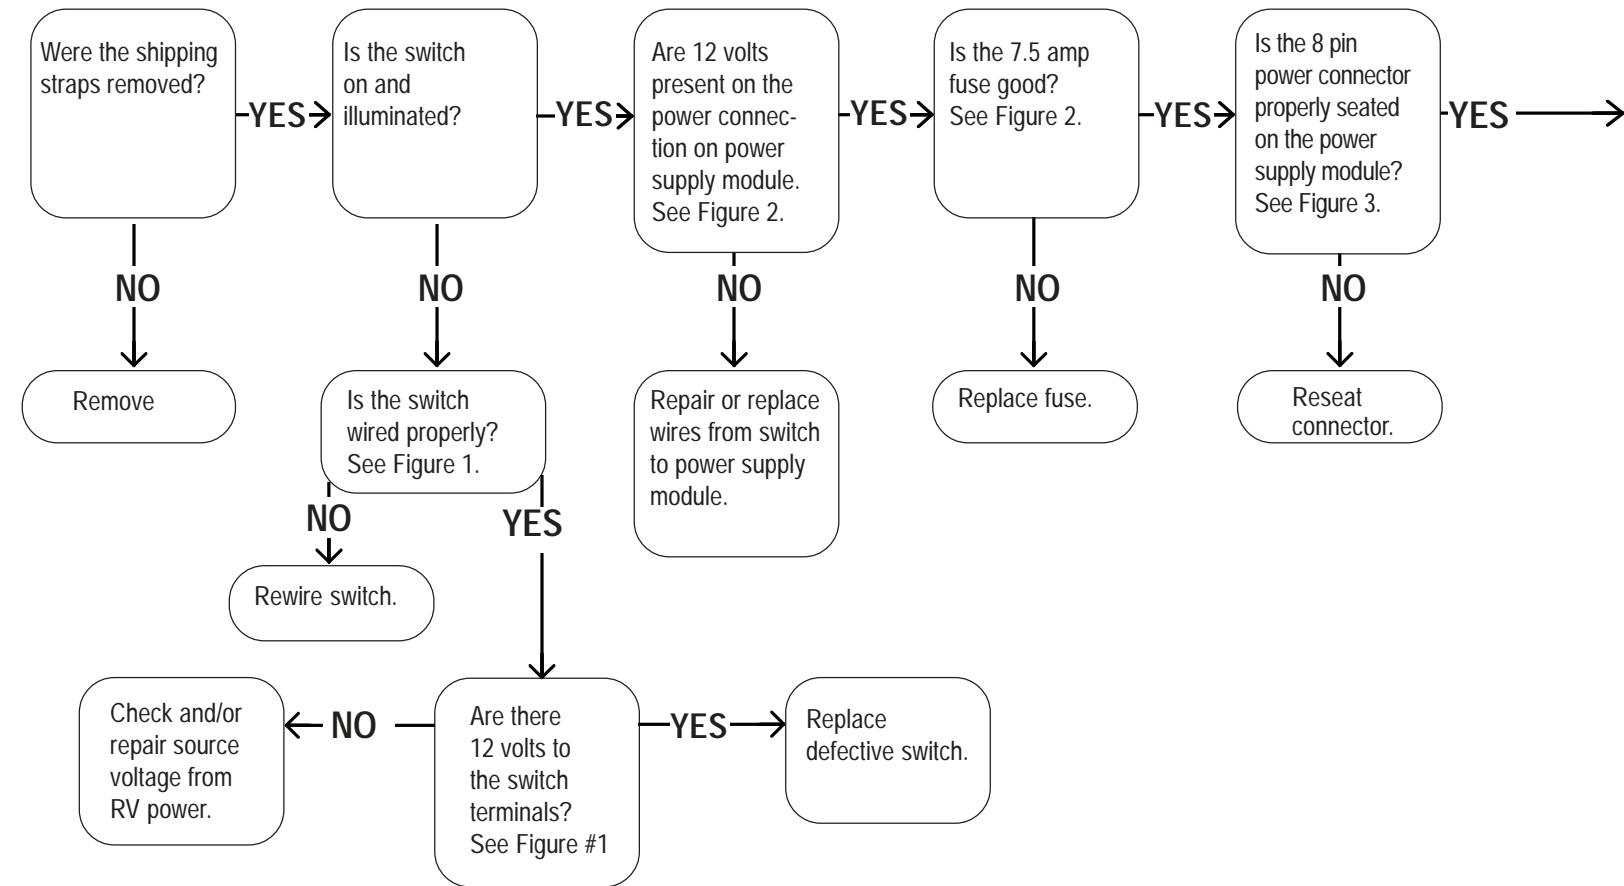 Were the shipping
straps removed?
YES
Is the switch
on and
illuminated?
YES
Are 12 volts
present on the
power connec-
tion on power
supply module.
See Figure 2.
YES
Is the 7.5 amp
fuse good?
See Figure 2.
YES
Is the 8 pin
power connector
properly seated
on the power
supply module?
See Figure 3.
YES
NO
NO
NO
NO
NO
Remove
Is the switch
wired properly?
See Figure 1.
Repair or replace
wires from switch
to power supply
module.
Replace fuse.
Reseat
connector.
NO
YES
Rewire switch.
Check and/or
repair source
voltage from
RV power.
NO
Are there
12 volts to
the switch
terminals?
See Figure #1
YES
Replace
defective switch.